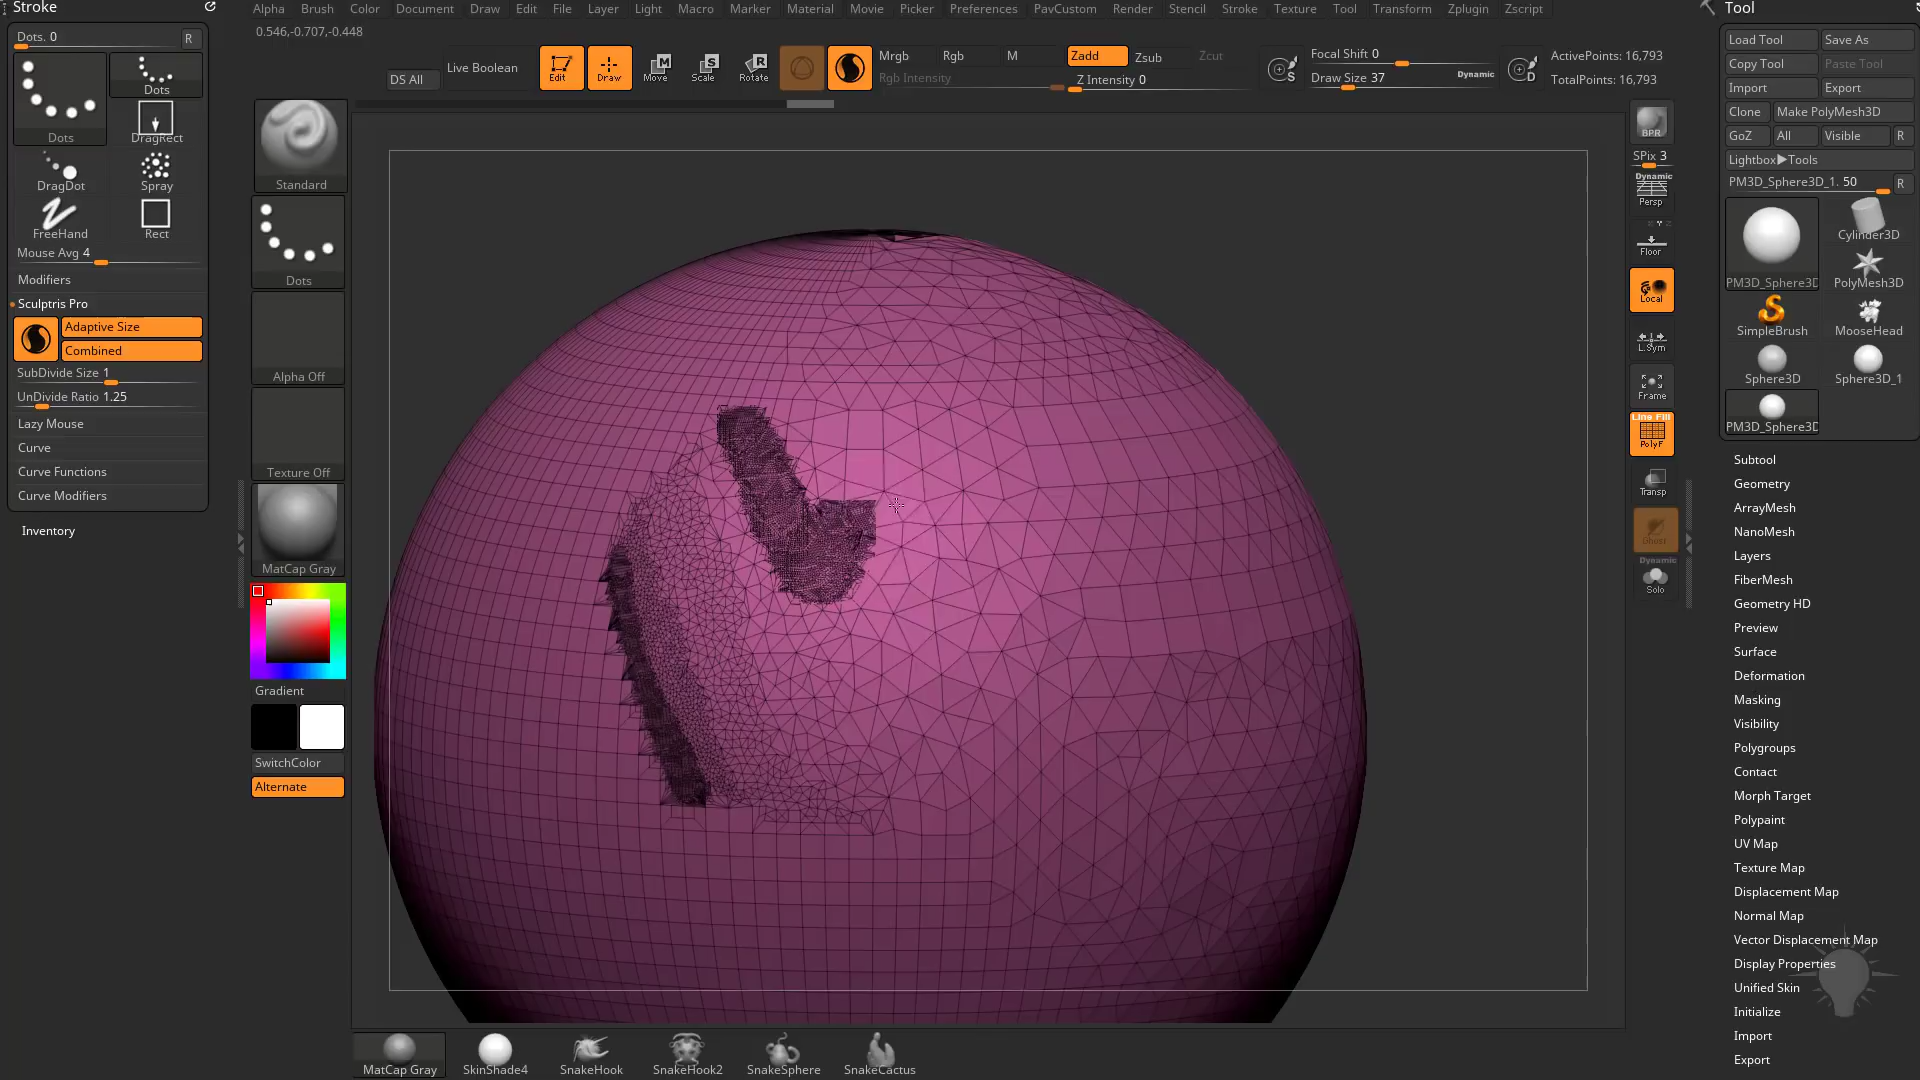 Stroke
Alpha Brush Color Document Draw Edit File Layer Light Macro Marker Material Movie Picker Preferences PavCustom Render Stencil Stroke Texture Tool Transform Zplugin Zscript
Tool
0.546,-0.707,-0.448
Dots. 0
R
Dots
Dots
DragRect
DragDot
Spray
FreeHand
Rect
Mouse Avg 4
Modifiers
Sculptris Pro
Adaptive Size
Combined
SubDivide Size 1
UnDivide Ratio 1.25
Lazy Mouse
Curve
Curve Functions
Curve Modifiers
Inventory
DS All
Live Boolean
Edit
Draw
Move
Scale
Rotate
Mrgb
Rgb
M
Rgb Intensity
Zadd
Zsub
Zcut
Z Intensity 0
Focal Shift 0
Draw Size 37
Dynamic
ActivePoints: 16,793
TotalPoints: 16,793
Standard
Dots
Alpha Off
Texture Off
MatCap Gray
Gradient
SwitchColor
Alternate
BPR
SPix 3
Dynamic
Persp
Floor
Local
L.Sym
Frame
Line Fill
PolyF
Transp
Ghost
Dynamic
Solo
Load Tool
Save As
Copy Tool
Paste Tool
Import
Export
Clone
Make PolyMesh3D
GoZ
All
Visible
R
Lightbox▶Tools
PM3D_Sphere3D_1. 50
R
PM3D_Sphere3D
Cylinder3D
PolyMesh3D
SimpleBrush
MooseHead
Sphere3D
Sphere3D_1
PM3D_Sphere3D
Subtool
Geometry
ArrayMesh
NanoMesh
Layers
FiberMesh
Geometry HD
Preview
Surface
Deformation
Masking
Visibility
Polygroups
Contact
Morph Target
Polypaint
UV Map
Texture Map
Displacement Map
Normal Map
Vector Displacement Map
Display Properties
Unified Skin
Initialize
Import
Export
MatCap Gray
SkinShade4
SnakeHook
SnakeHook2
SnakeSphere
SnakeCactus